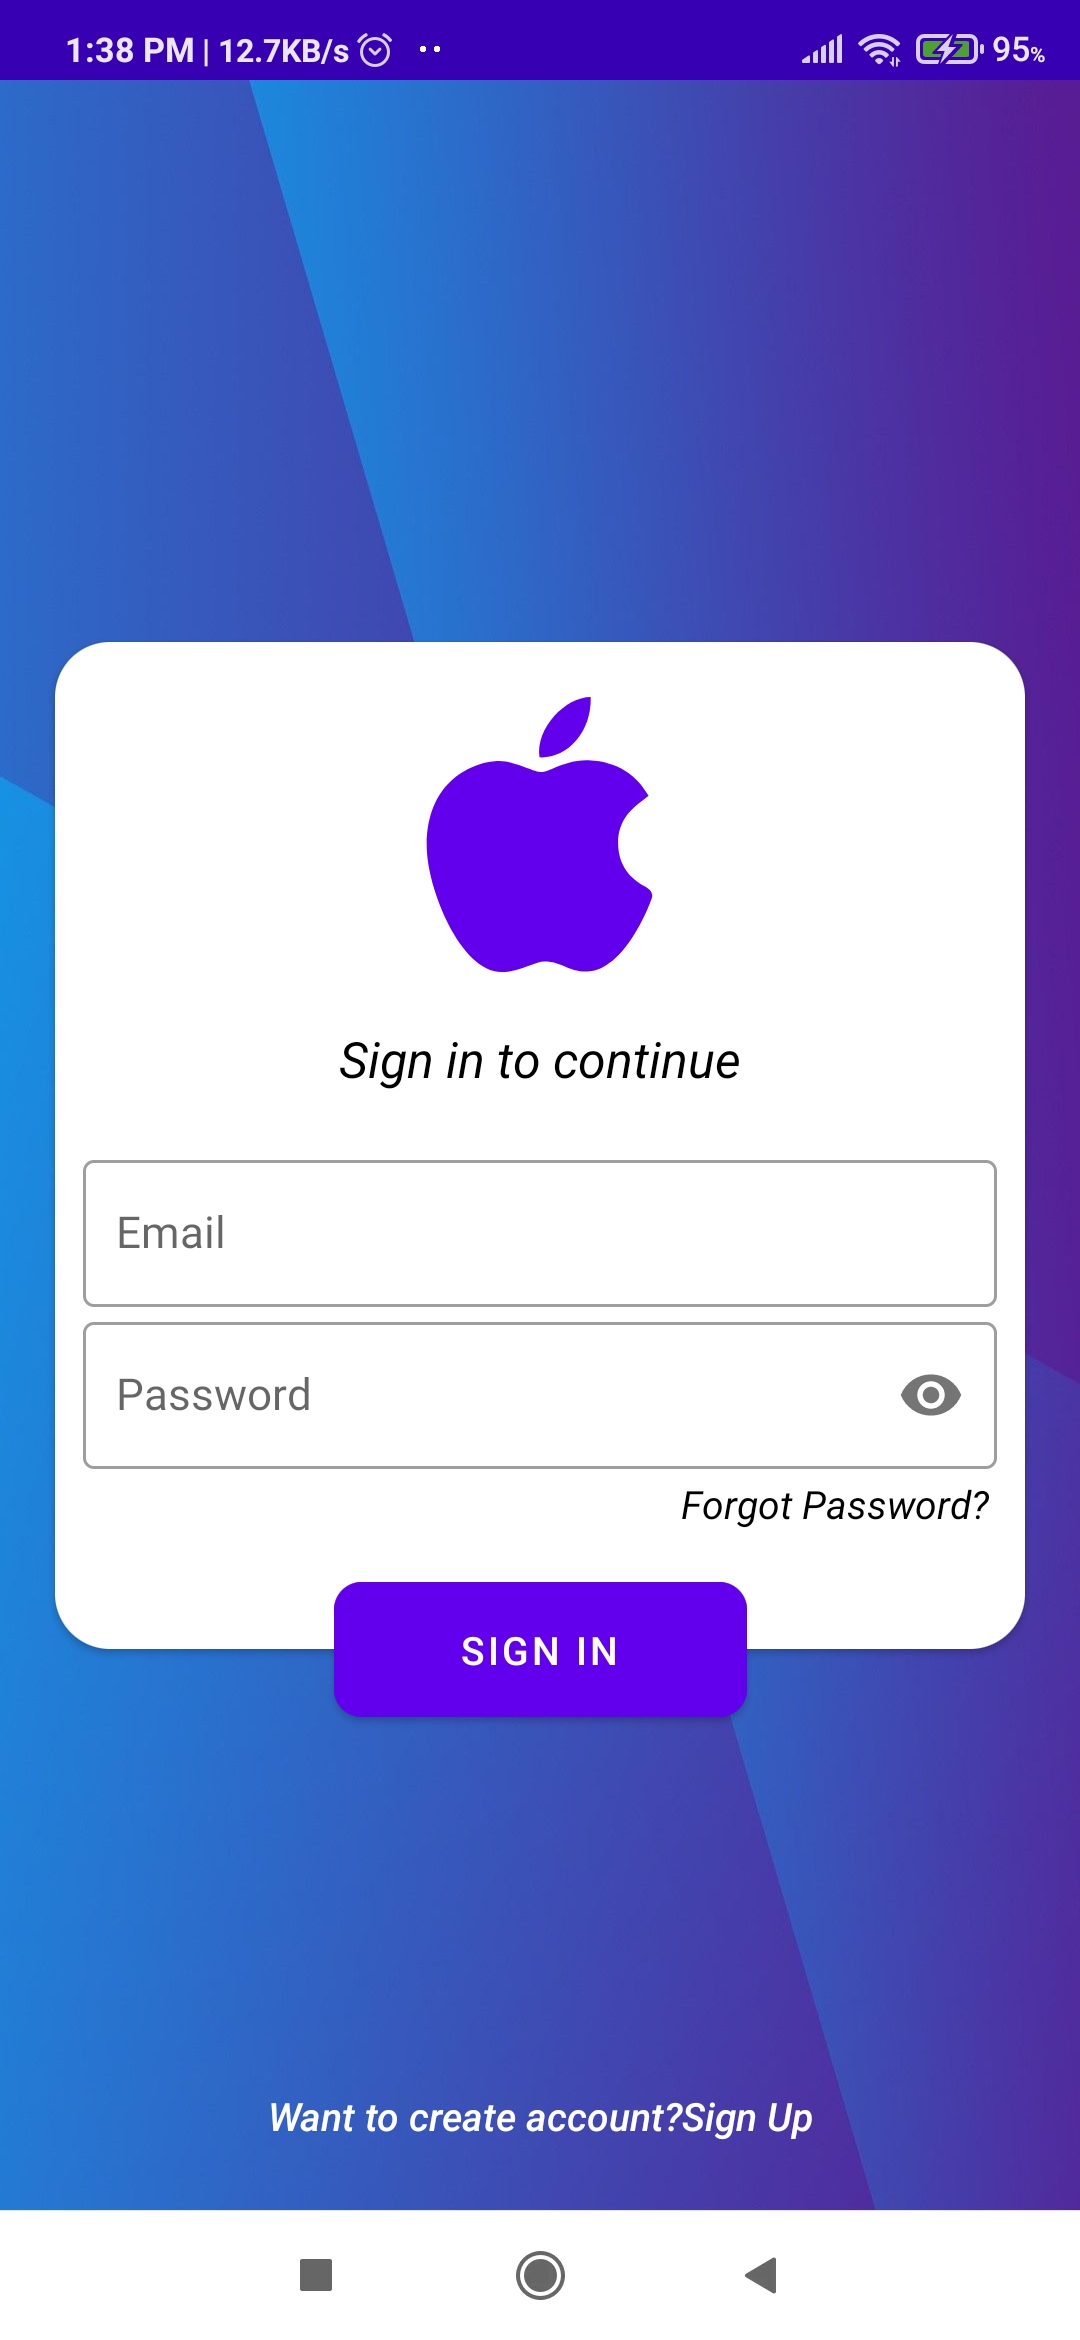 1:38 PM | 12.7KB/s 95%
Sign in to continue
Email
Password
Forgot Password?
SIGN IN
Want to create account?Sign Up